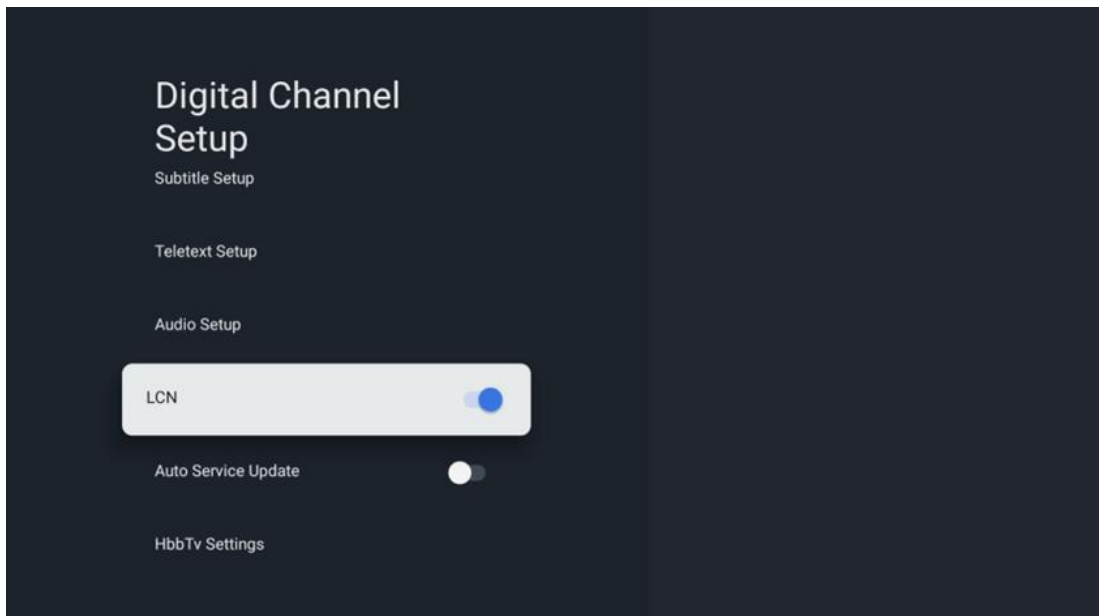 Digital Channel
Setup
Subtitle Setup
Teletext Setup
Audio Setup
LCN
Auto Service Update
HbbTv Settings